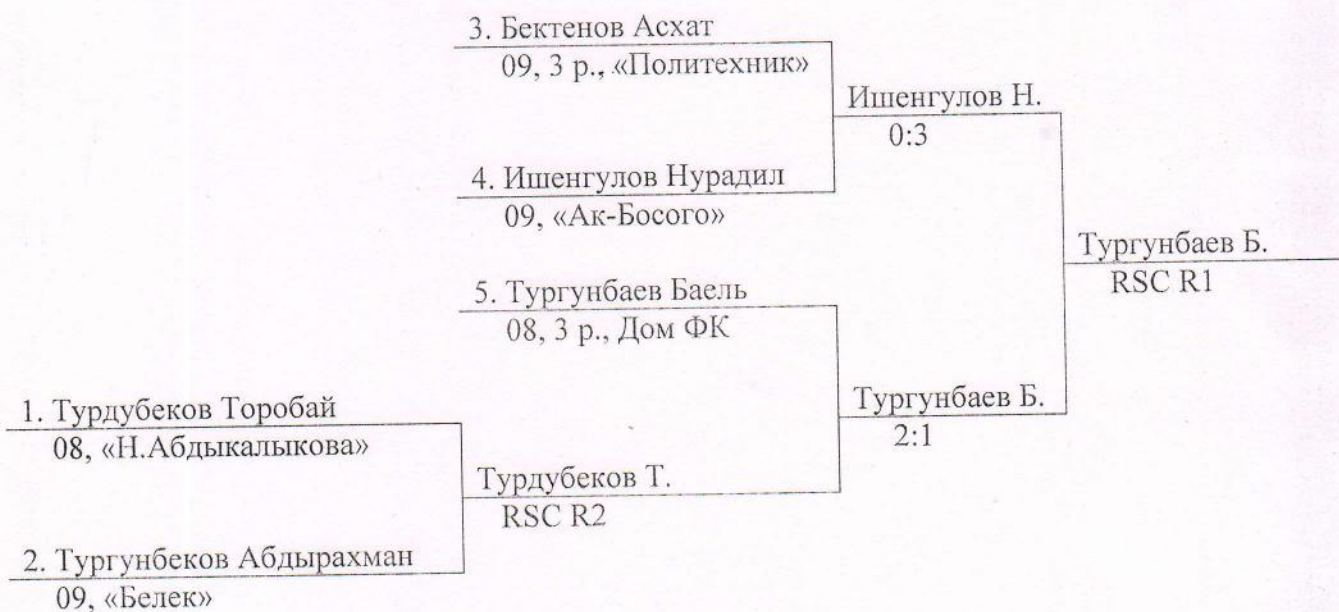 3. Бектенов Асхат
09, 3 р., «Политехник»
Ишенгулов Н.
0:3
4. Ишенгулов Нурадил
09, «Ак-Босого»
Тургунбаев Б.
RSC R1
5. Тургунбаев Баель
08, 3 р., Дом ФК
Тургунбаев Б.
2:1
1. Турдубеков Торобай
08, «Н.Абдыкалыкова»
Турдубеков Т.
RSC R2
2. Тургунбеков Абдырахман
09, «Белек»